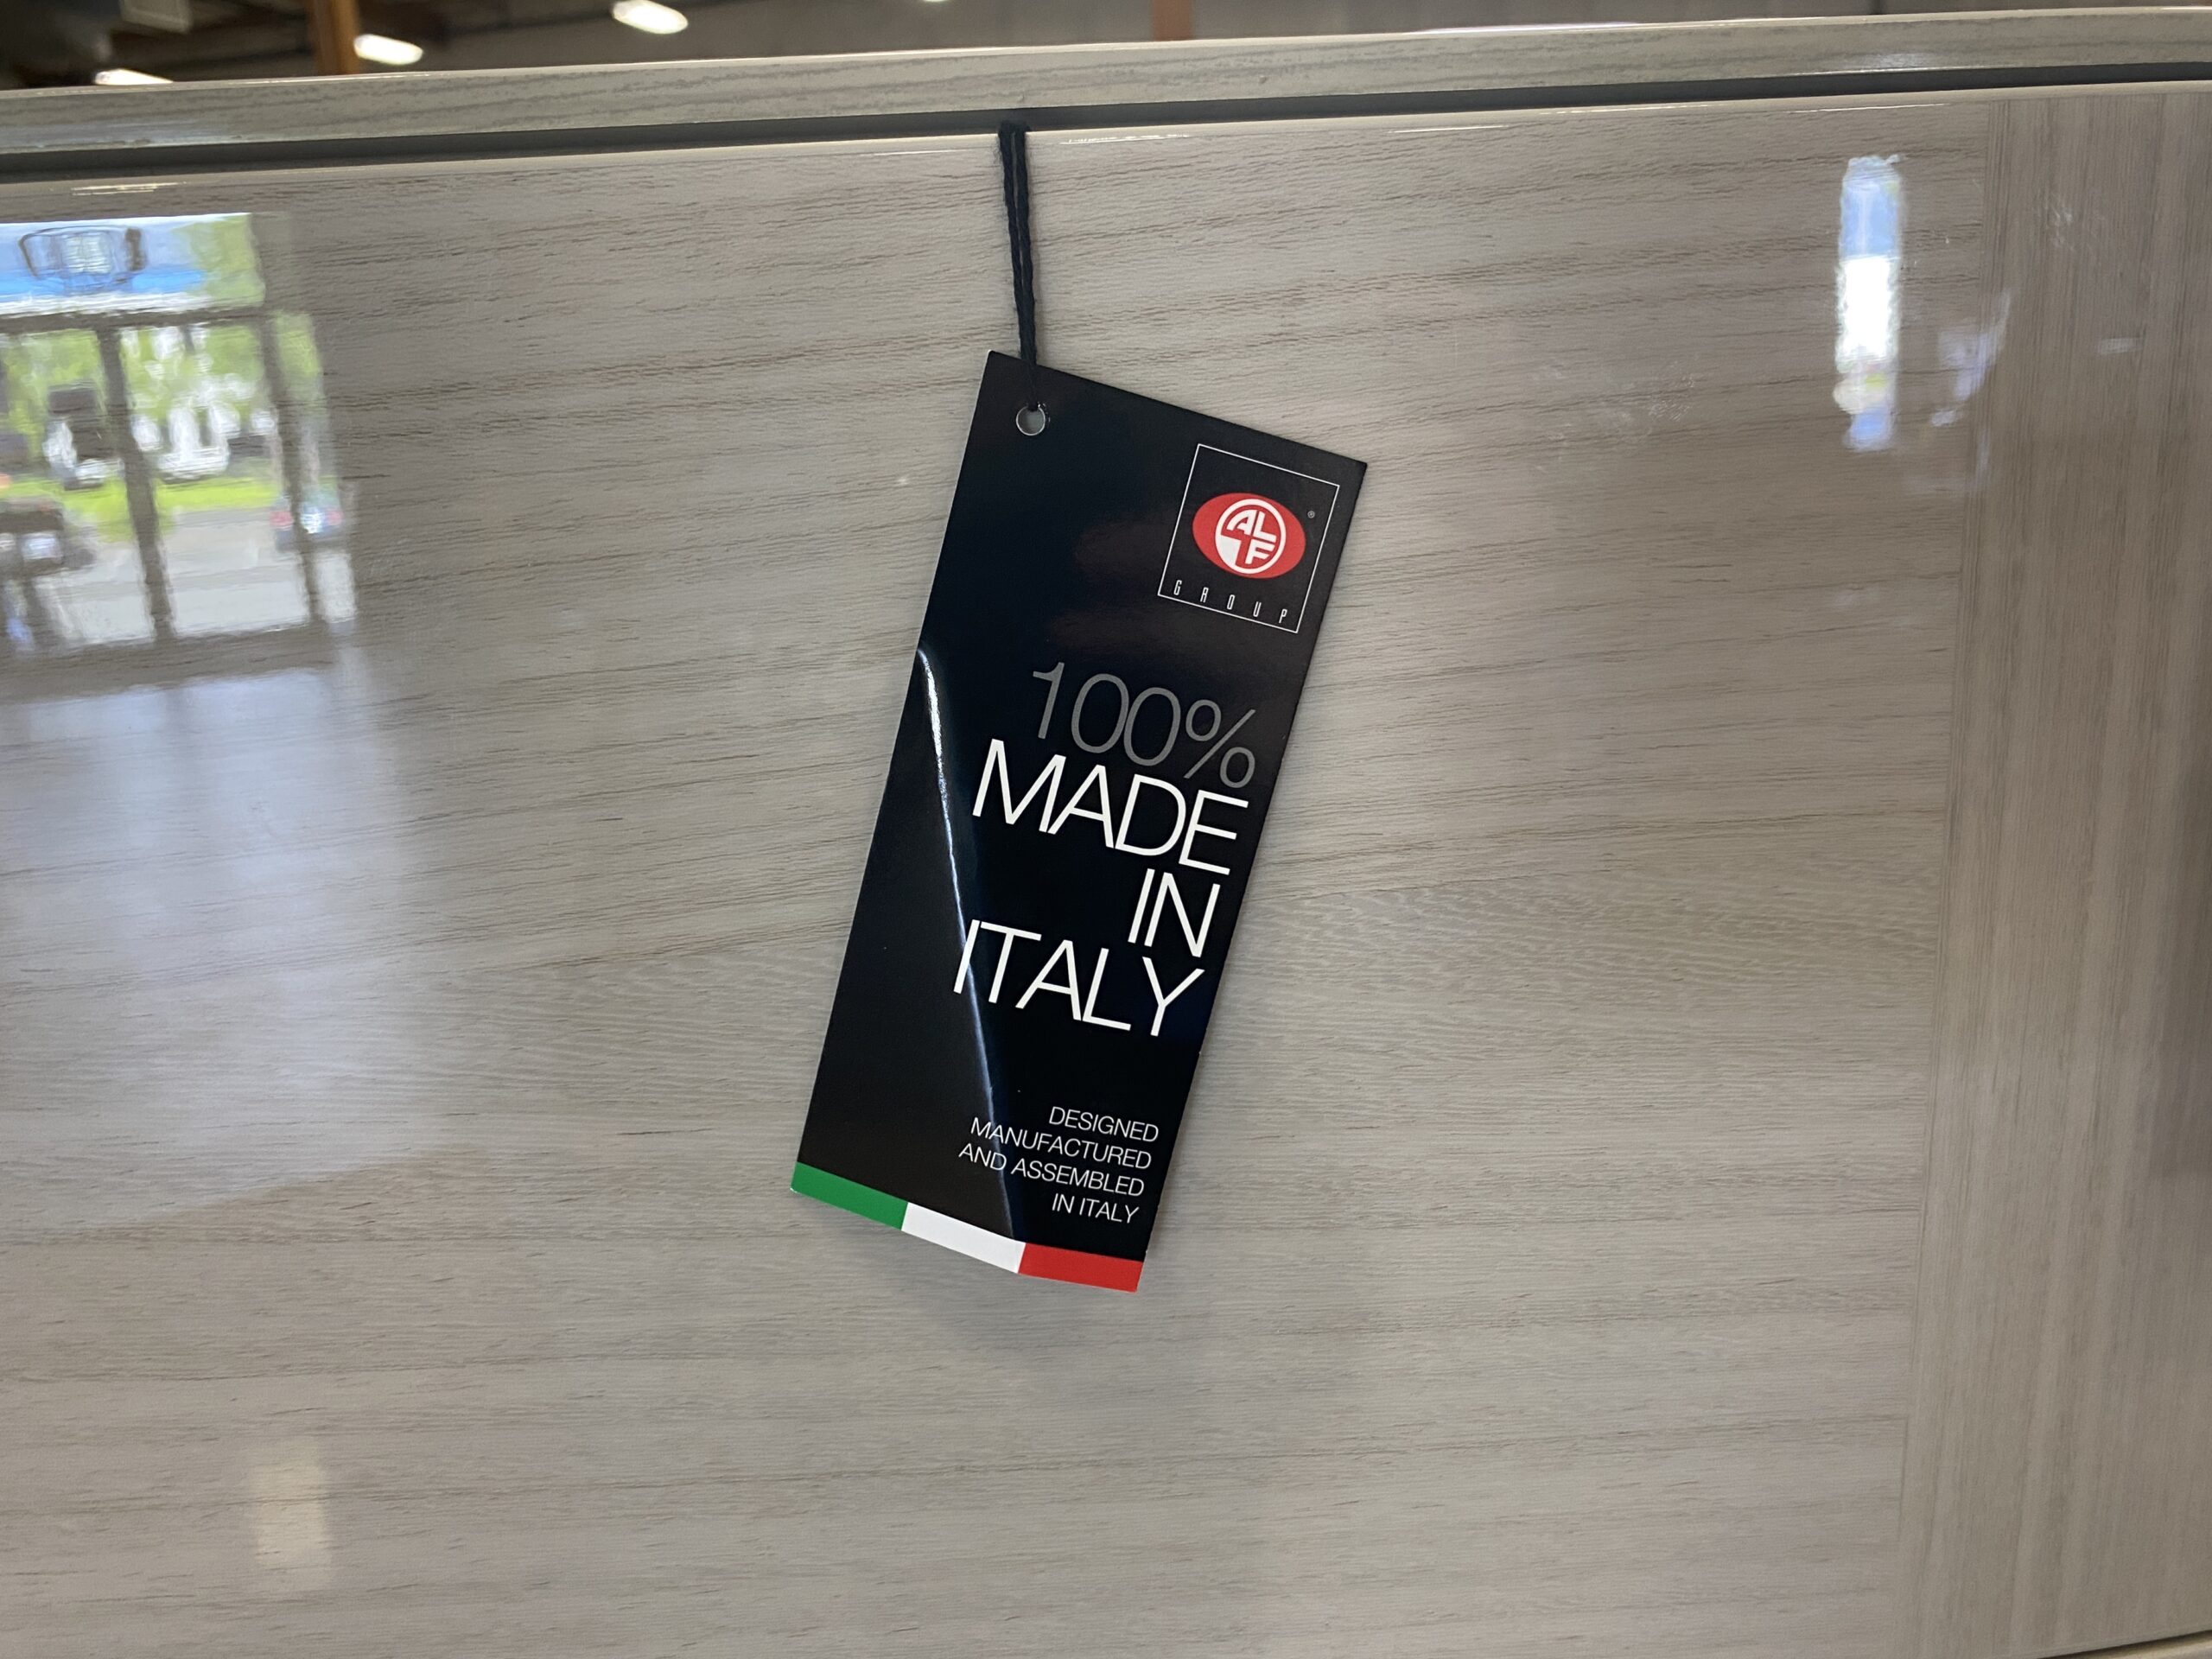 ALF
®
GROUP
100%
MADE
IN
ITALY
DESIGNED
MANUFACTURED
AND ASSEMBLED
IN ITALY